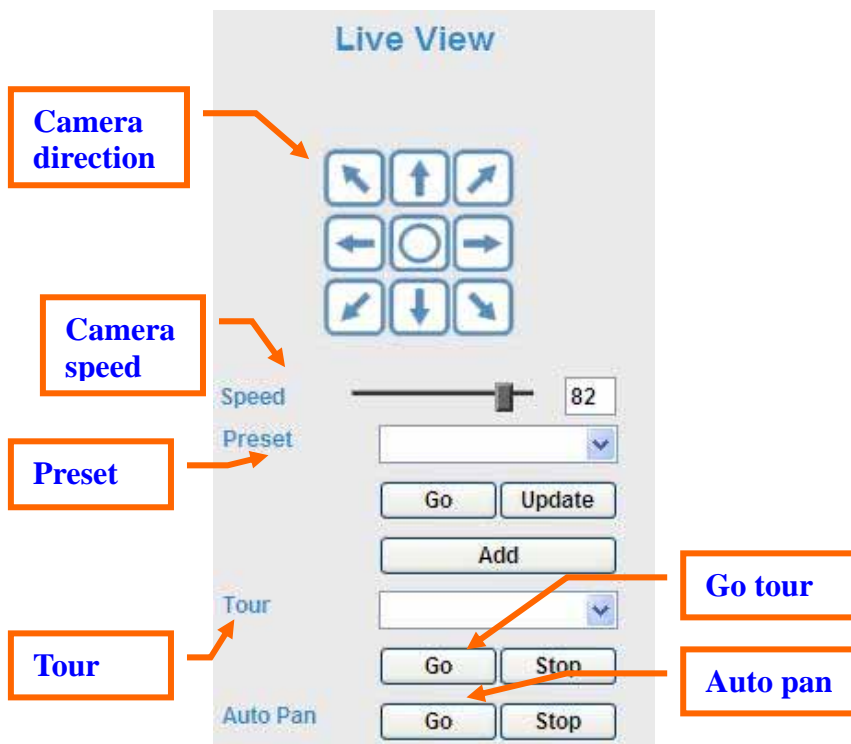 Live View
Camera
direction
Camera
speed
Speed
82
Preset
Preset
Go
Update
Add
Tour
Go tour
Tour
Go
Stop
Auto pan
Auto Pan
Go
Stop